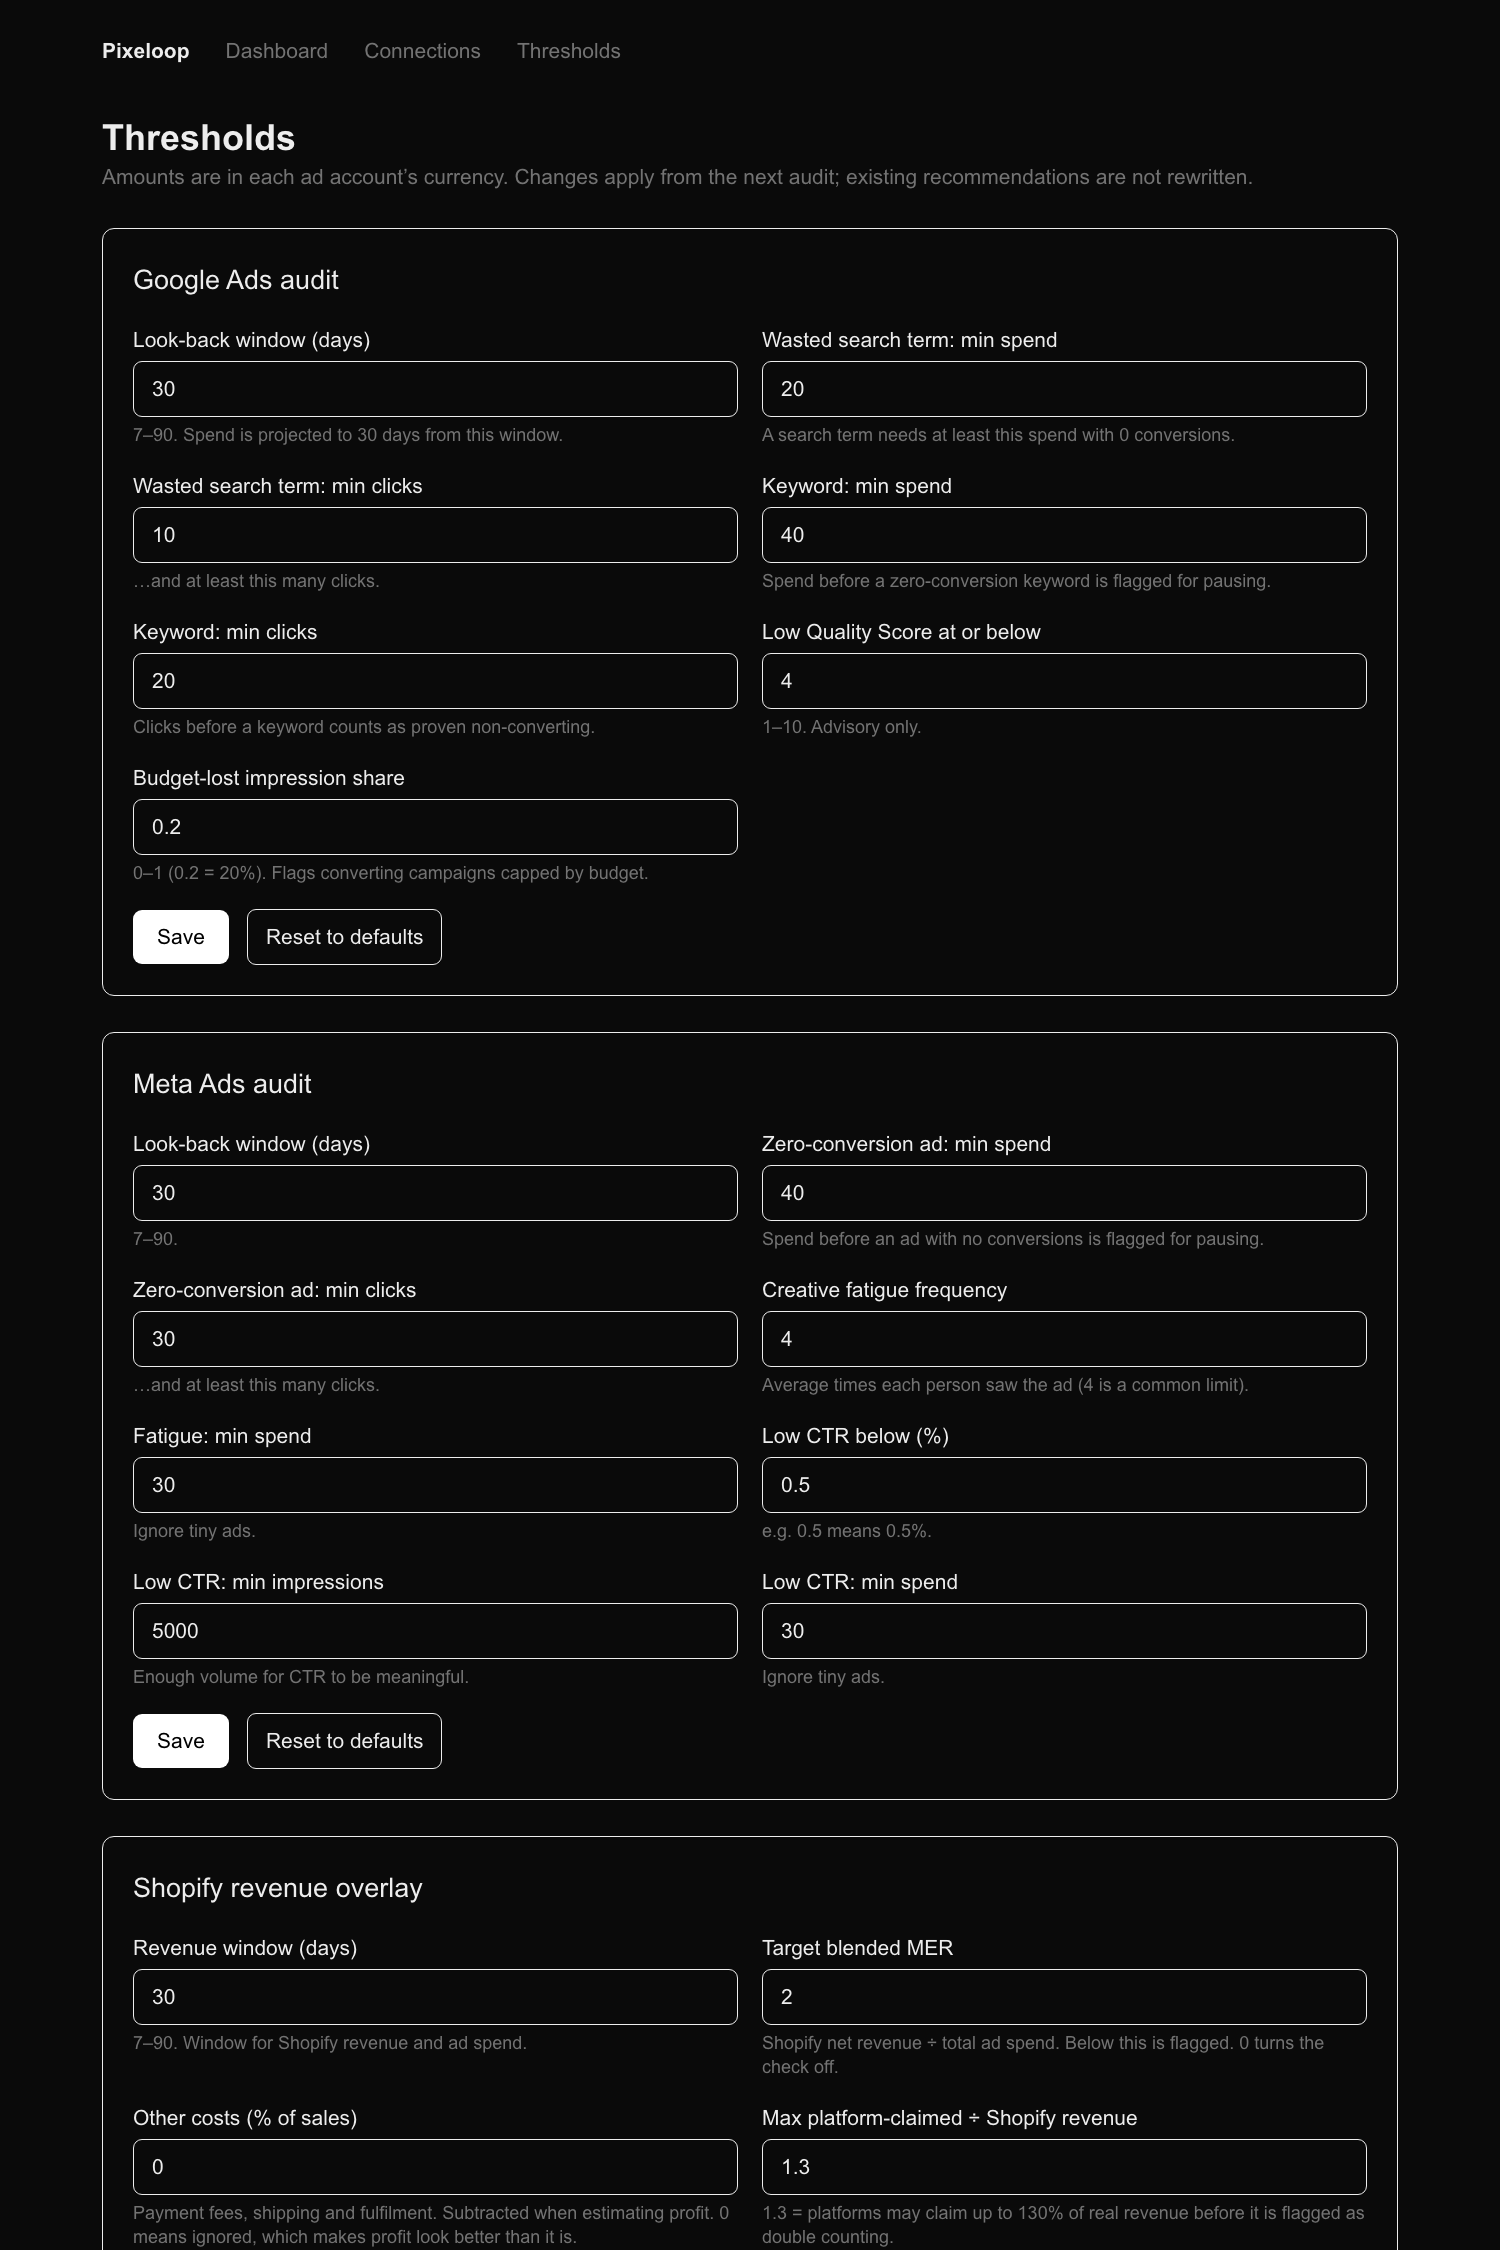 Pixeloop Dashboard Connections Thresholds
Thresholds
Amounts are in each ad account’s currency. Changes apply from the next audit; existing recommendations are not rewritten.
Google Ads audit
Look-back window (days)
30
7–90. Spend is projected to 30 days from this window.
Wasted search term: min spend
20
A search term needs at least this spend with 0 conversions.
Wasted search term: min clicks
10
…and at least this many clicks.
Keyword: min spend
40
Spend before a zero-conversion keyword is flagged for pausing.
Keyword: min clicks
20
Clicks before a keyword counts as proven non-converting.
Low Quality Score at or below
4
1–10. Advisory only.
Budget-lost impression share
0.2
0–1 (0.2 = 20%). Flags converting campaigns capped by budget.
Save Reset to defaults
Meta Ads audit
Look-back window (days)
30
7–90.
Zero-conversion ad: min spend
40
Spend before an ad with no conversions is flagged for pausing.
Zero-conversion ad: min clicks
30
…and at least this many clicks.
Creative fatigue frequency
4
Average times each person saw the ad (4 is a common limit).
Fatigue: min spend
30
Ignore tiny ads.
Low CTR below (%)
0.5
e.g. 0.5 means 0.5%.
Low CTR: min impressions
5000
Enough volume for CTR to be meaningful.
Low CTR: min spend
30
Ignore tiny ads.
Save Reset to defaults
Shopify revenue overlay
Revenue window (days)
30
7–90. Window for Shopify revenue and ad spend.
Target blended MER
2
Shopify net revenue ÷ total ad spend. Below this is flagged. 0 turns the
check off.
Other costs (% of sales)
0
Payment fees, shipping and fulfilment. Subtracted when estimating profit. 0
means ignored, which makes profit look better than it is.
Max platform-claimed ÷ Shopify revenue
1.3
1.3 = platforms may claim up to 130% of real revenue before it is flagged as
double counting.